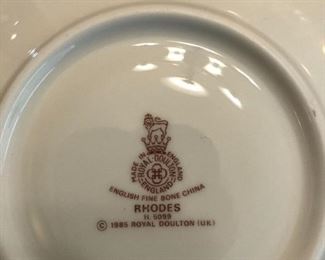 MADE IN ENGLAND
ROYAL DOULTON
ENGLAND
ENGLISH FINE BONE CHINA
RHODES
H. 5099
© 1985 ROYAL DOULTON (UK)